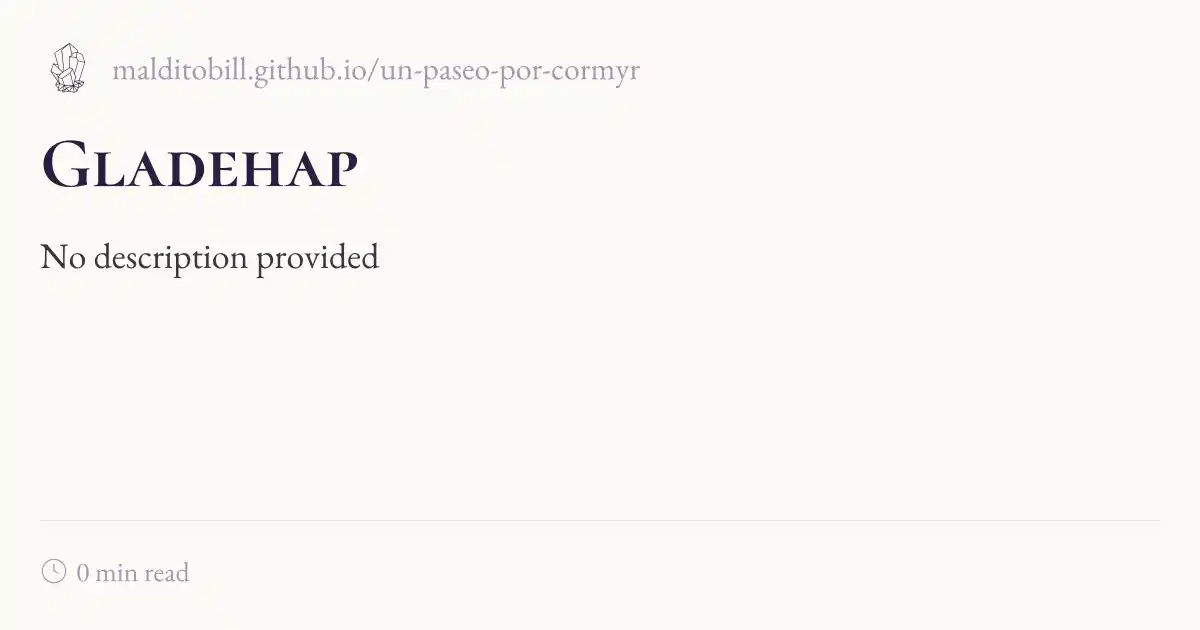 malditobill.github.io/un-paseo-por-cormyr
Gladehap
No description provided
0 min read